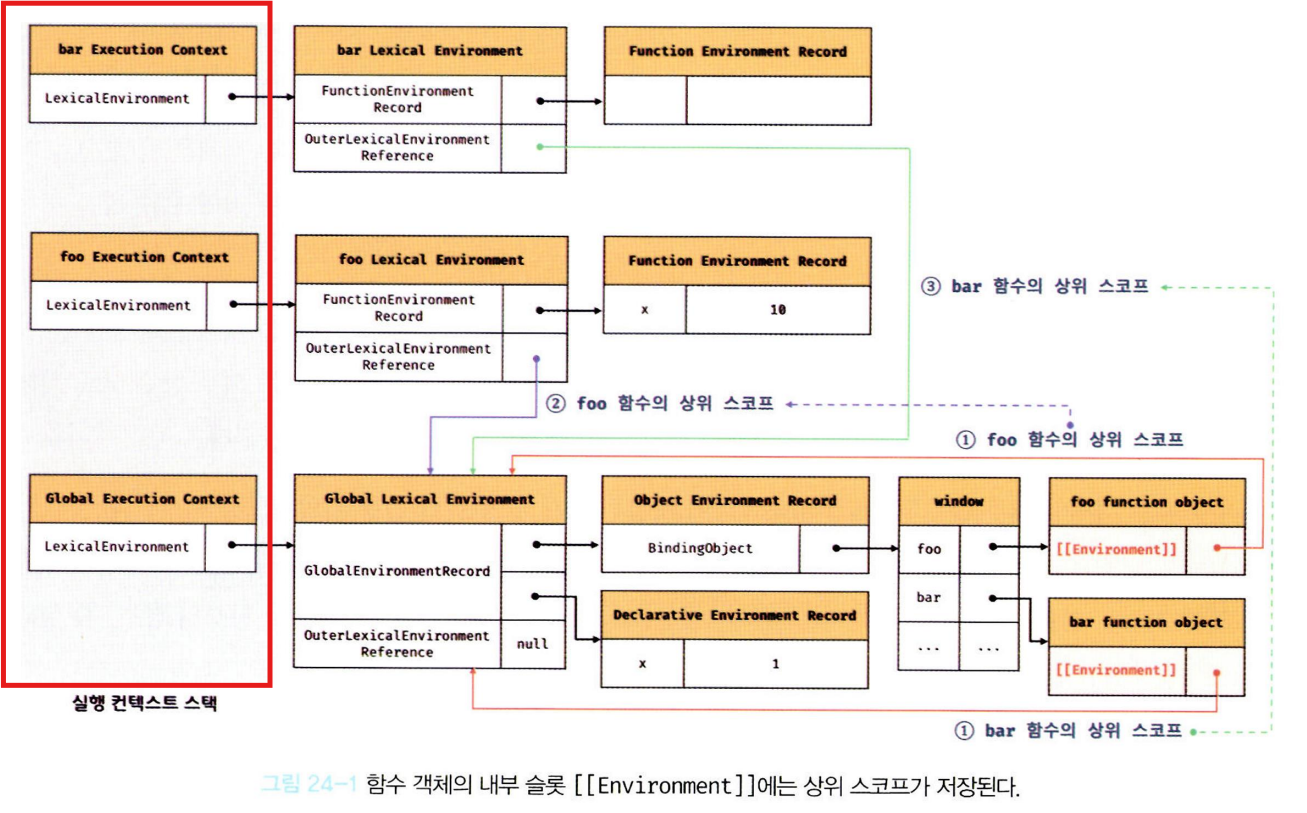 bar Execution Context
LexicalEnvironment
bar Lexical Environment
FunctionEnvironment
Record
OuterLexicalEnvironment
Reference
Function Environment Record
foo Execution Context
LexicalEnvironment
foo Lexical Environment
FunctionEnvironment
Record
OuterLexicalEnvironment
Reference
Function Environment Record
x 10
③ bar 함수의 상위 스코프
② foo 함수의 상위 스코프
① foo 함수의 상위 스코프
Global Execution Context
LexicalEnvironment
Global Lexical Environment
GlobalEnvironmentRecord
OuterLexicalEnvironment
Reference
null
Object Environment Record
BindingObject
Declarative Environment Record
x 1
window
foo
bar
... ...
foo function object
[[Environment]]
bar function object
[[Environment]]
실행 컨텍스트 스택
① bar 함수의 상위 스코프
그림 24-1 함수 객체의 내부 슬롯 [[Environment]]에는 상위 스코프가 저장된다.